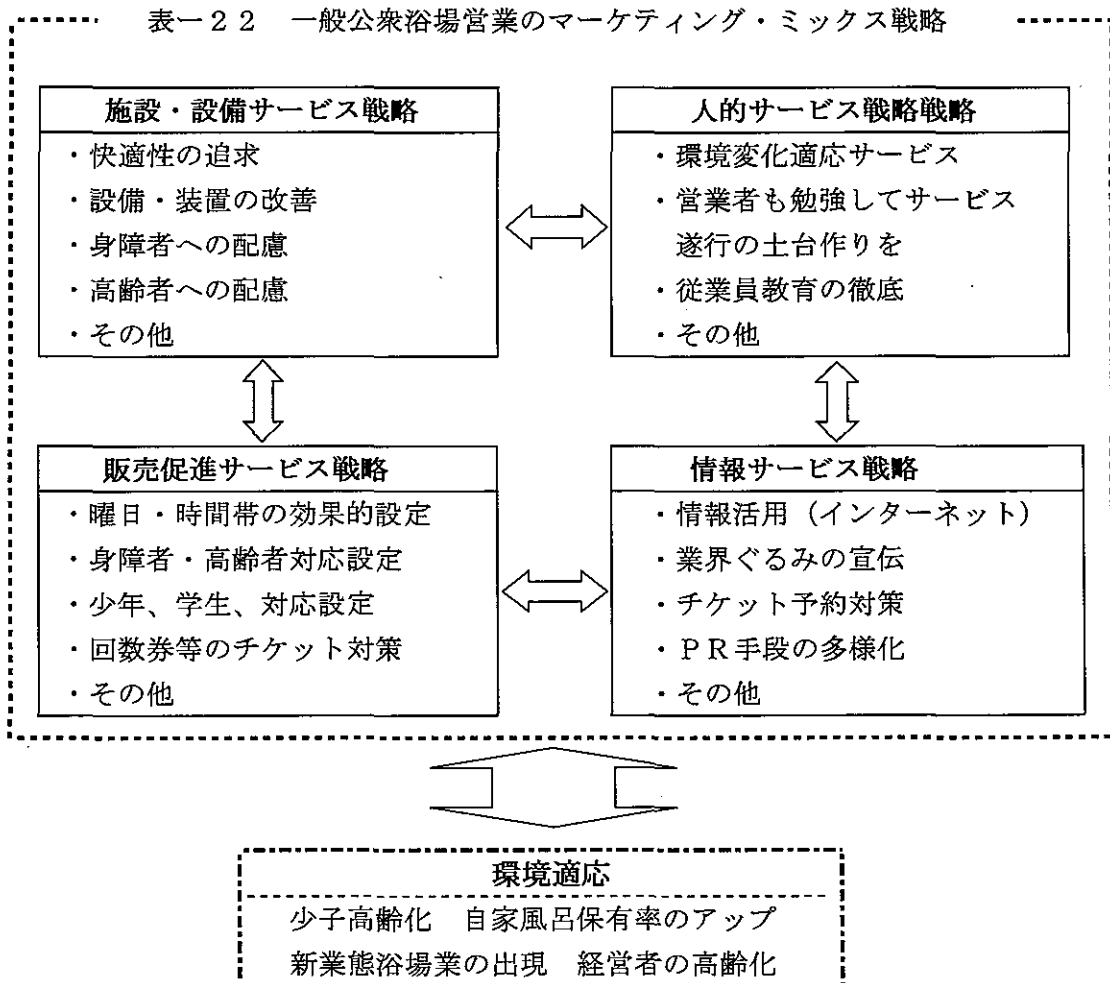 表ー22 一般公衆浴場営業のマーケティング・ミックス戦略
施設・設備サービス戦略
・快適性の追求
・設備・装置の改善
・身障者への配慮
・高齢者への配慮
・その他
人的サービス戦略戦略
・環境変化適応サービス
・営業者も勉強してサービス
遂行の土台作りを
・従業員教育の徹底
・その他
販売促進サービス戦略
・曜日・時間帯の効果的設定
・身障者・高齢者対応設定
・少年、学生、対応設定
・回数券等のチケット対策
・その他
情報サービス戦略
・情報活用(インターネット)
・業界ぐるみの宣伝
・チケット予約対策
・PR手段の多様化
・その他
環境適応
少子高齢化 自家風呂保有率のアップ
新業態浴場業の出現 経営者の高齢化